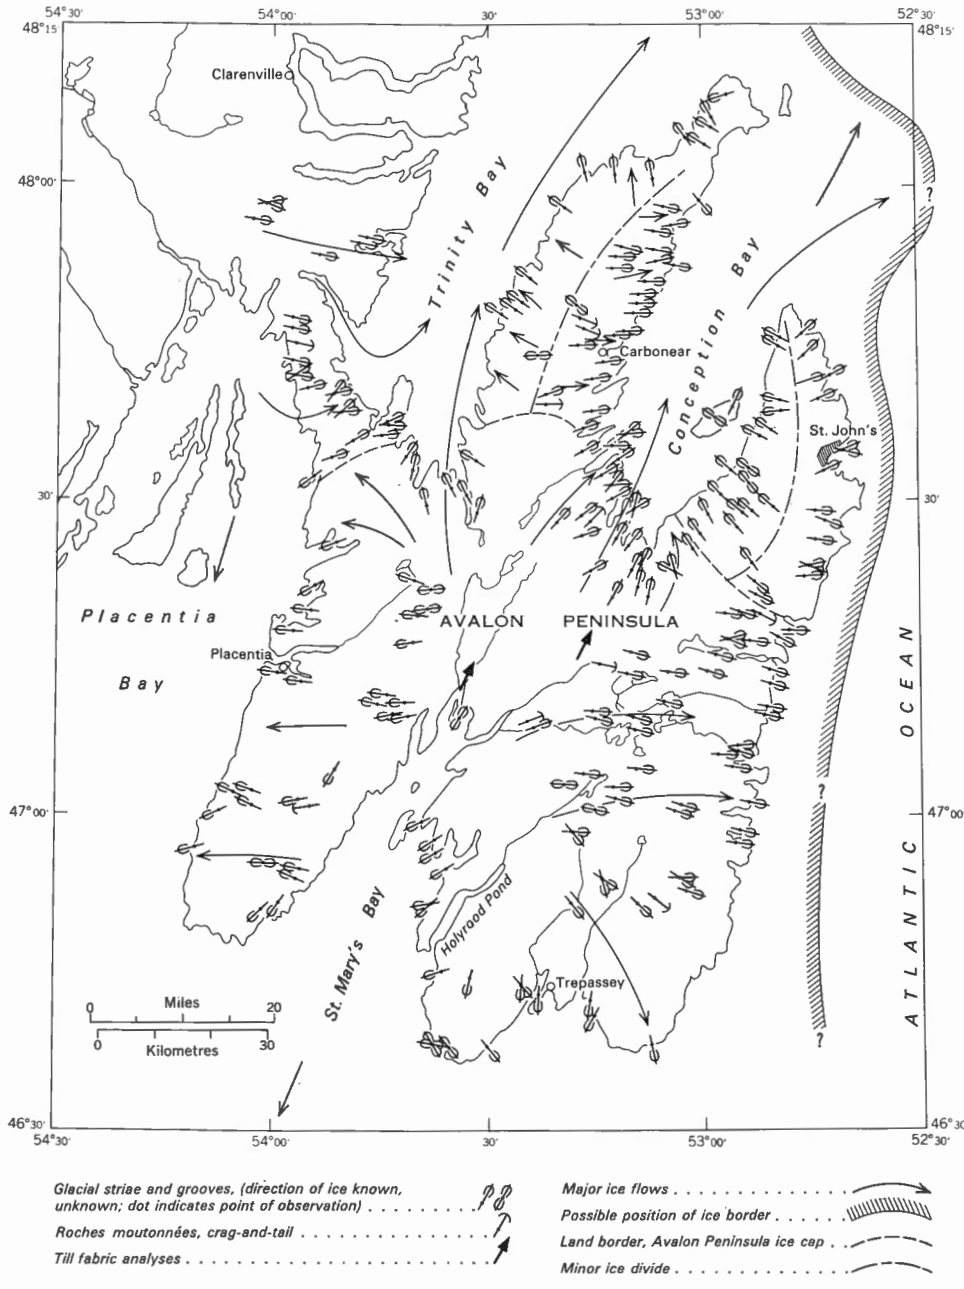 54°30'
54°00'
30'
53°00'
52°30'
48°15'
48°15'
Clarenville
Trinity Bay
48°00'
?
Conception Bay
Carbonear
St. John's
30'
30'
Placentia
Bay
AVALON PENINSULA
Placentia
ATLANTIC OCEAN
47°00'
?
47°00'
St. Mary's Bay
Holyrood Pond
Trepassey
0 Miles 20
0 Kilometres 30
?
46°30'
46°30'
54°30'
54°00'
30'
53°00'
52°30'
Glacial striae and grooves, (direction of ice known,
unknown; dot indicates point of observation)
Roches moutonnées, crag-and-tail
Till fabric analyses
Major ice flows
Possible position of ice border
Land border, Avalon Peninsula ice cap
Minor ice divide